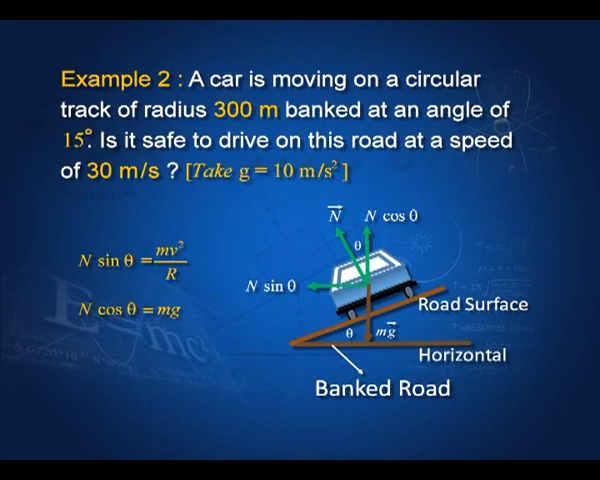 Example 2 : A car is moving on a circular
track of radius 300 m banked at an angle of
15°. Is it safe to drive on this road at a speed
of 30 m/s ? [Take g = 10 m/s²]
N⃗ N cos θ
θ
N sin θ = mv²/R
N sin θ
N cos θ = mg
Road Surface
θ mg⃗
Horizontal
Banked Road
E=mc²